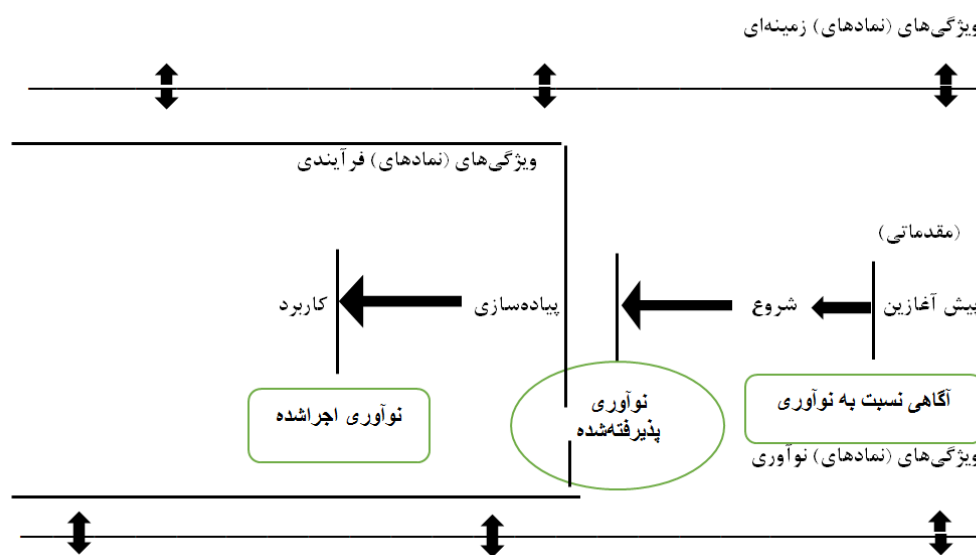 ویژگی‌های (نمادهای) زمینه‌ای
ویژگی‌های (نمادهای) فرآیندی
(مقدماتی)
پیش آغازین
شروع
پیاده‌سازی
کاربرد
آگاهی نسبت به نوآوری
نوآوری
پذیرفته‌شده
نوآوری اجراشده
ویژگی‌های (نمادهای) نوآوری